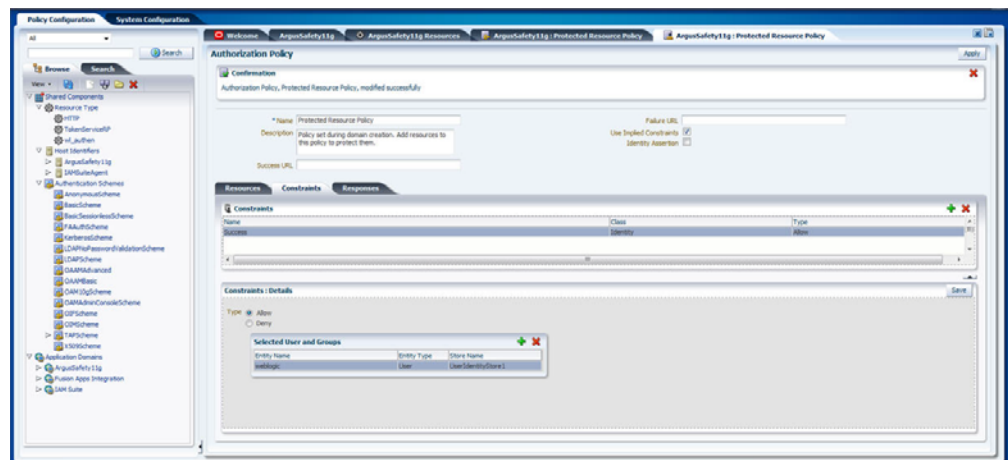 Policy Configuration System Configuration
All
Search
Browse Search
View
Shared Components
Resource Type
HTTP
TokenServiceRP
wl_authen
Host Identifiers
ArgusSafety11g
IAMSuiteAgent
Authentication Schemes
AnonymousScheme
BasicScheme
BasicSessionlessScheme
FAAuthScheme
KerberosScheme
LDAPNoPasswordValidationScheme
LDAPScheme
OAAMAdvanced
OAAMBasic
OAM10gScheme
OAMAdminConsoleScheme
OIFScheme
OIMScheme
TAPScheme
X509Scheme
Application Domains
ArgusSafety11g
Fusion Apps Integration
IAM Suite
Welcome ArgusSafety11g ArgusSafety11g Resources ArgusSafety11g : Protected Resource Policy ArgusSafety11g : Protected Resource Policy
Authorization Policy Apply
Confirmation
Authorization Policy, Protected Resource Policy, modified successfully
* Name Protected Resource Policy Failure URL
Description Policy set during domain creation. Add resources to this policy to protect them. Use Implied Constraints
Identity Assertion
Success URL
Resources Constraints Responses
Constraints
Name Class Type
Success Identity Allow
Constraints : Details Save
Type Allow
Deny
Selected User and Groups
Entity Name Entity Type Store Name
weblogic User UserIdentityStore1